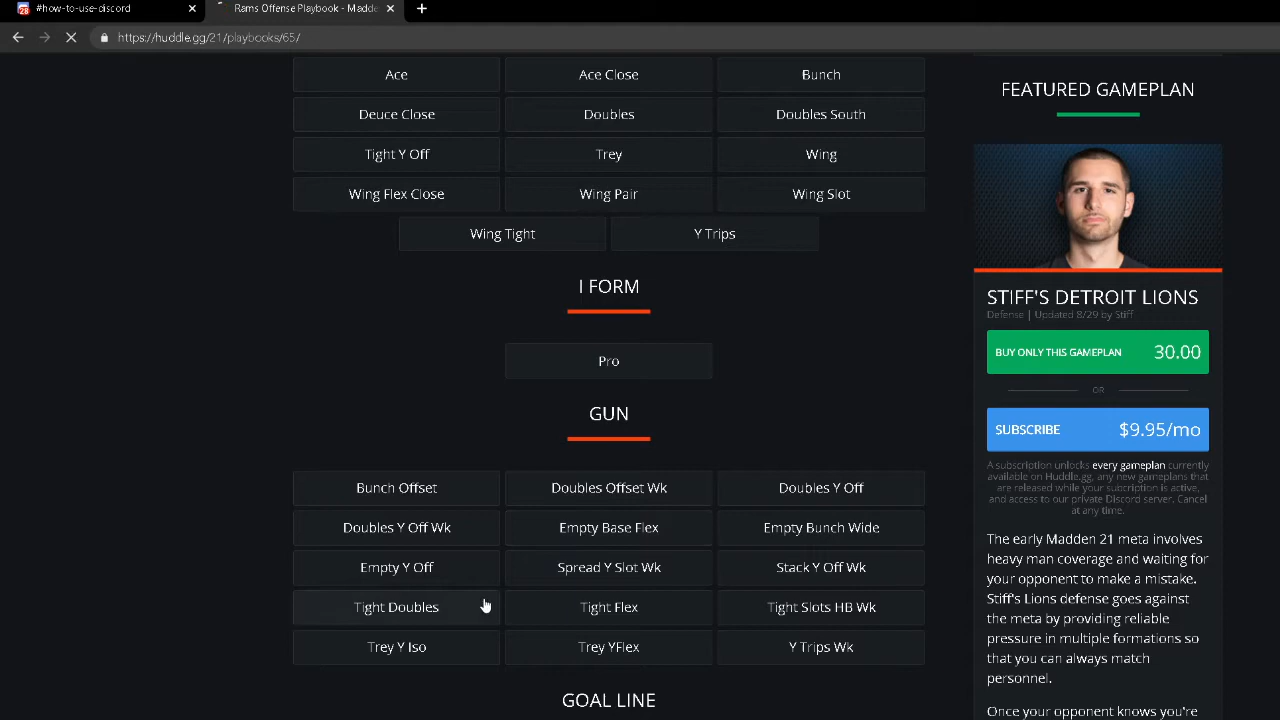 #how-to-use-discord
Rams Offense Playbook - Madde
https://huddle.gg/21/playbooks/65/
Ace
Ace Close
Bunch
Deuce Close
Doubles
Doubles South
Tight Y Off
Trey
Wing
Wing Flex Close
Wing Pair
Wing Slot
Wing Tight
Y Trips
I FORM
Pro
GUN
Bunch Offset
Doubles Offset Wk
Doubles Y Off
Doubles Y Off Wk
Empty Base Flex
Empty Bunch Wide
Empty Y Off
Spread Y Slot Wk
Stack Y Off Wk
Tight Doubles
Tight Flex
Tight Slots HB Wk
Trey Y Iso
Trey YFlex
Y Trips Wk
GOAL LINE
FEATURED GAMEPLAN
STIFF'S DETROIT LIONS
Defense | Updated 8/29 by Stiff
BUY ONLY THIS GAMEPLAN 30.00
OR
SUBSCRIBE $9.95/mo
A subscription unlocks every gameplan currently
available on Huddle.gg, any new gameplans that
are released while your subcription is active,
and access to our private Discord server. Cancel
at any time.
The early Madden 21 meta involves
heavy man coverage and waiting for
your opponent to make a mistake.
Stiff's Lions defense goes against
the meta by providing reliable
pressure in multiple formations so
that you can always match
personnel.
Once your opponent knows you're